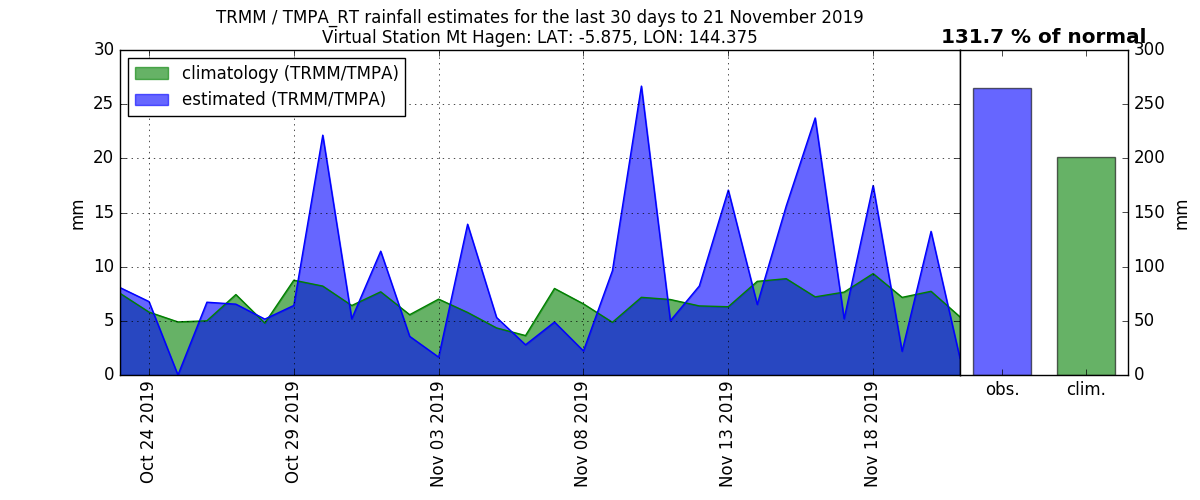 TRMM / TMPA_RT rainfall estimates for the last 30 days to 21 November 2019
Virtual Station Mt Hagen: LAT: -5.875, LON: 144.375
131.7 % of normal
climatology (TRMM/TMPA)
estimated (TRMM/TMPA)
30
25
20
15
10
5
0
mm
300
250
200
150
100
50
0
mm
Oct 24 2019
Oct 29 2019
Nov 03 2019
Nov 08 2019
Nov 13 2019
Nov 18 2019
obs.
clim.